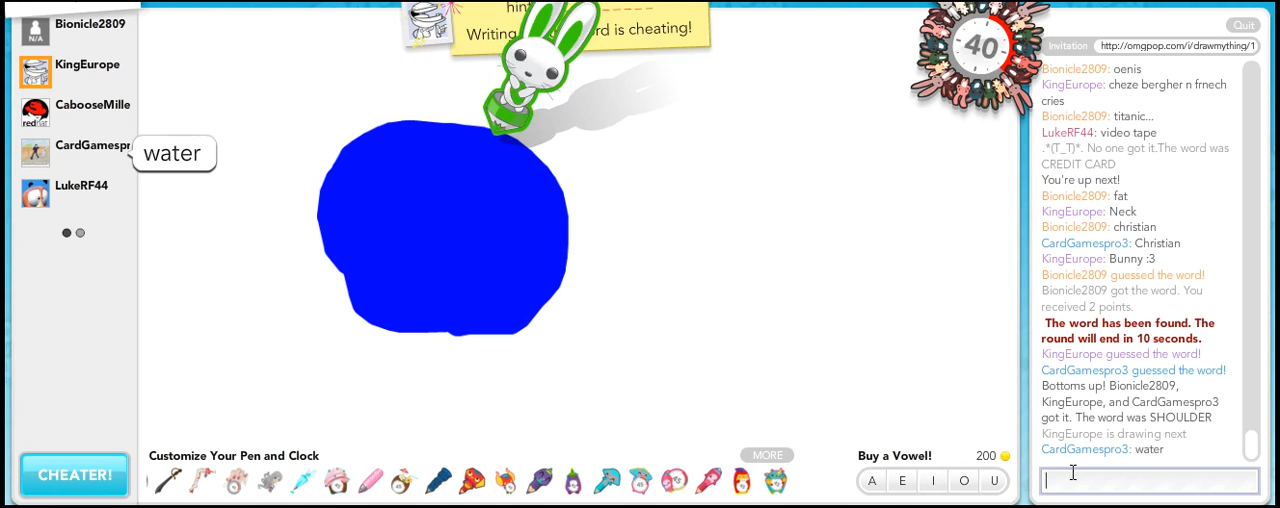 Bionicle2809
N/A
KingEurope
CabooseMille
redhat
CardGamespr
water
LukeRF44
CHEATER!
hint
Writing rd is cheating!
40
Customize Your Pen and Clock
MORE
Buy a Vowel!
200
A E I O U
Quit
Invitation http://omgpop.com/i/drawmything/1
Bionicle2809: oenis
KingEurope: cheze bergher n frnech
cries
Bionicle2809: titanic...
LukeRF44: video tape
.*(T_T)*. No one got it.The word was
CREDIT CARD
You're up next!
Bionicle2809: fat
KingEurope: Neck
Bionicle2809: christian
CardGamespro3: Christian
KingEurope: Bunny :3
Bionicle2809 guessed the word!
Bionicle2809 got the word. You
received 2 points.
The word has been found. The
round will end in 10 seconds.
KingEurope guessed the word!
CardGamespro3 guessed the word!
Bottoms up! Bionicle2809,
KingEurope, and CardGamespro3
got it. The word was SHOULDER
KingEurope is drawing next
CardGamespro3: water